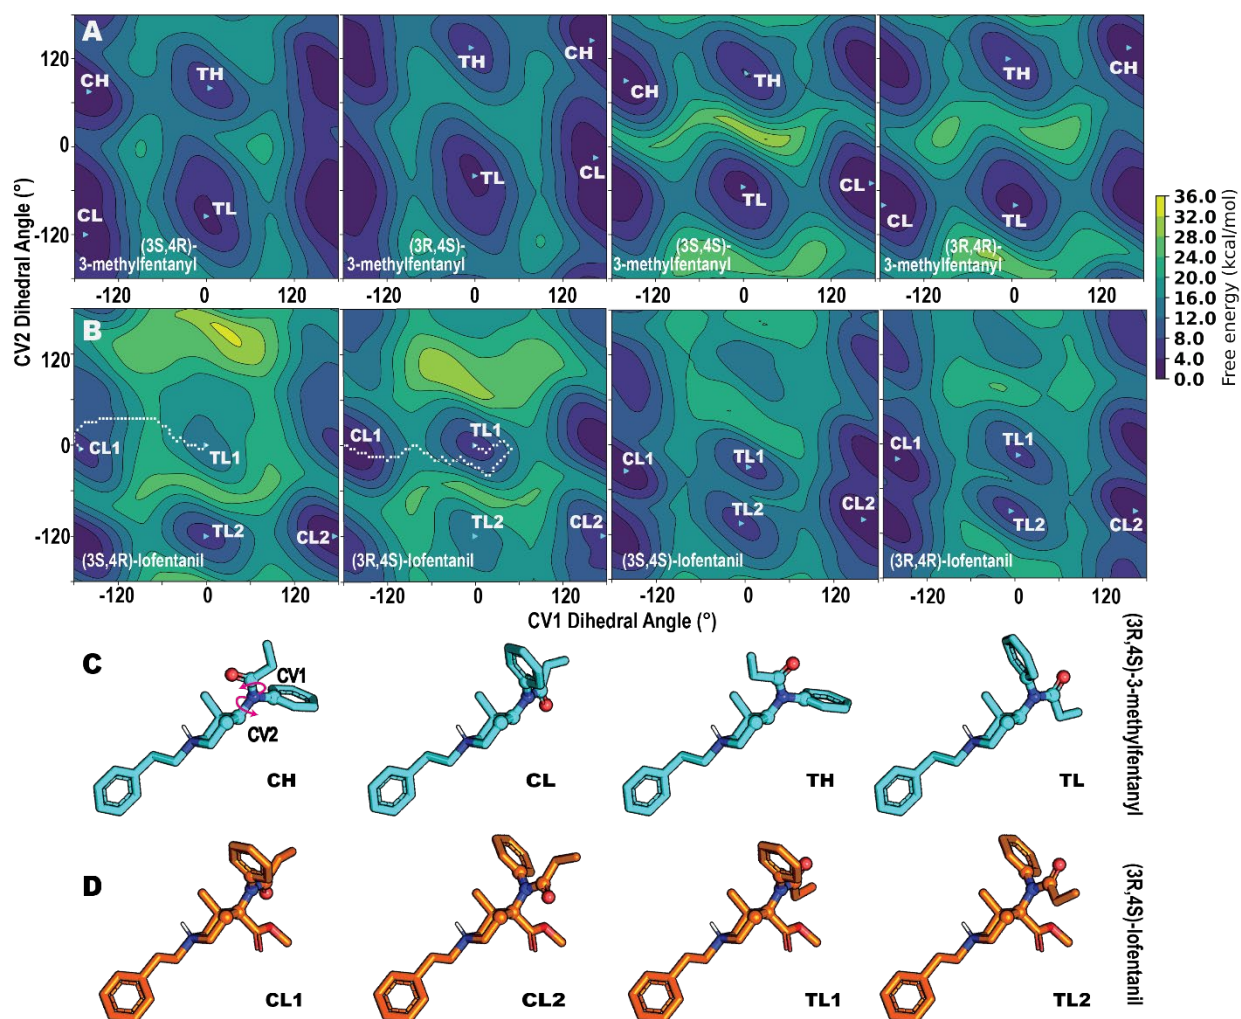 A
120
0
-120
CH
TH
CL
TL
(3S,4R)-
3-methylfentanyl
TH
CH
TL
CL
(3R,4S)-
3-methylfentanyl
CH
TH
CL
TL
(3S,4S)-
3-methylfentanyl
TH
CH
CL
TL
(3R,4R)-
3-methylfentanyl
-120
0
120
-120
0
120
-120
0
120
-120
0
120
CV2 Dihedral Angle (°)
36.0
32.0
28.0
24.0
20.0
16.0
12.0
8.0
4.0
0.0
Free energy (kcal/mol)
B
120
0
-120
CL1
TL1
TL2
CL2
(3S,4R)-lofentanil
CL1
TL1
TL2
CL2
(3R,4S)-lofentanil
CL1
TL1
TL2
CL2
(3S,4S)-lofentanil
CL1
TL1
TL2
CL2
(3R,4R)-lofentanil
-120
0
120
-120
0
120
-120
0
120
-120
0
120
CV1 Dihedral Angle (°)
C
CV1
CV2
CH
CL
TH
TL
(3R,4S)-3-methylfentanyl
D
CL1
CL2
TL1
TL2
(3R,4S)-lofentanil